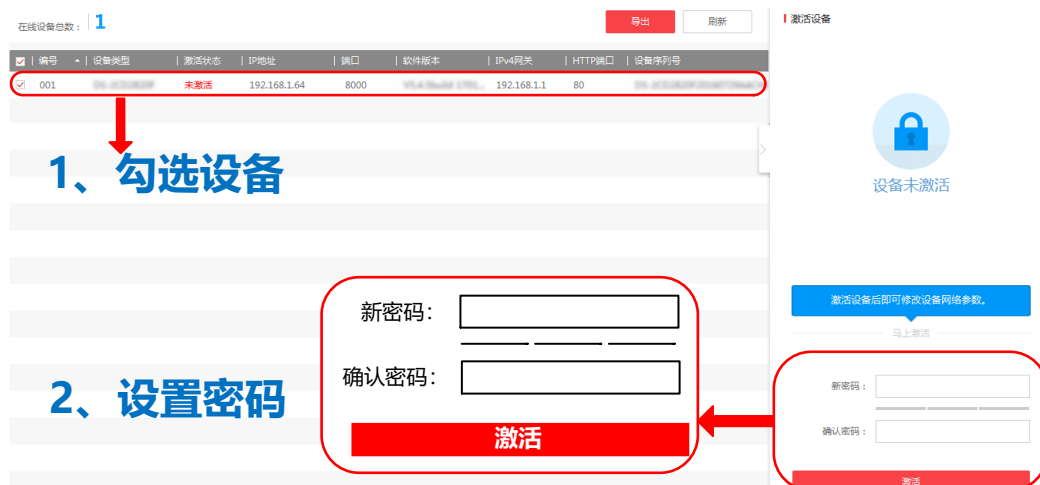 在线设备总数： 1
导出
刷新
激活设备
编号 | 设备类型 | 激活状态 | IP地址 | 端口 | 软件版本 | IPv4网关 | HTTP端口 | 设备序列号
001 未激活 192.168.1.64 8000 192.168.1.1 80
1、勾选设备
设备未激活
激活设备后即可修改设备网络参数。
马上激活
新密码：
确认密码：
激活
2、设置密码
新密码：
确认密码：
激活